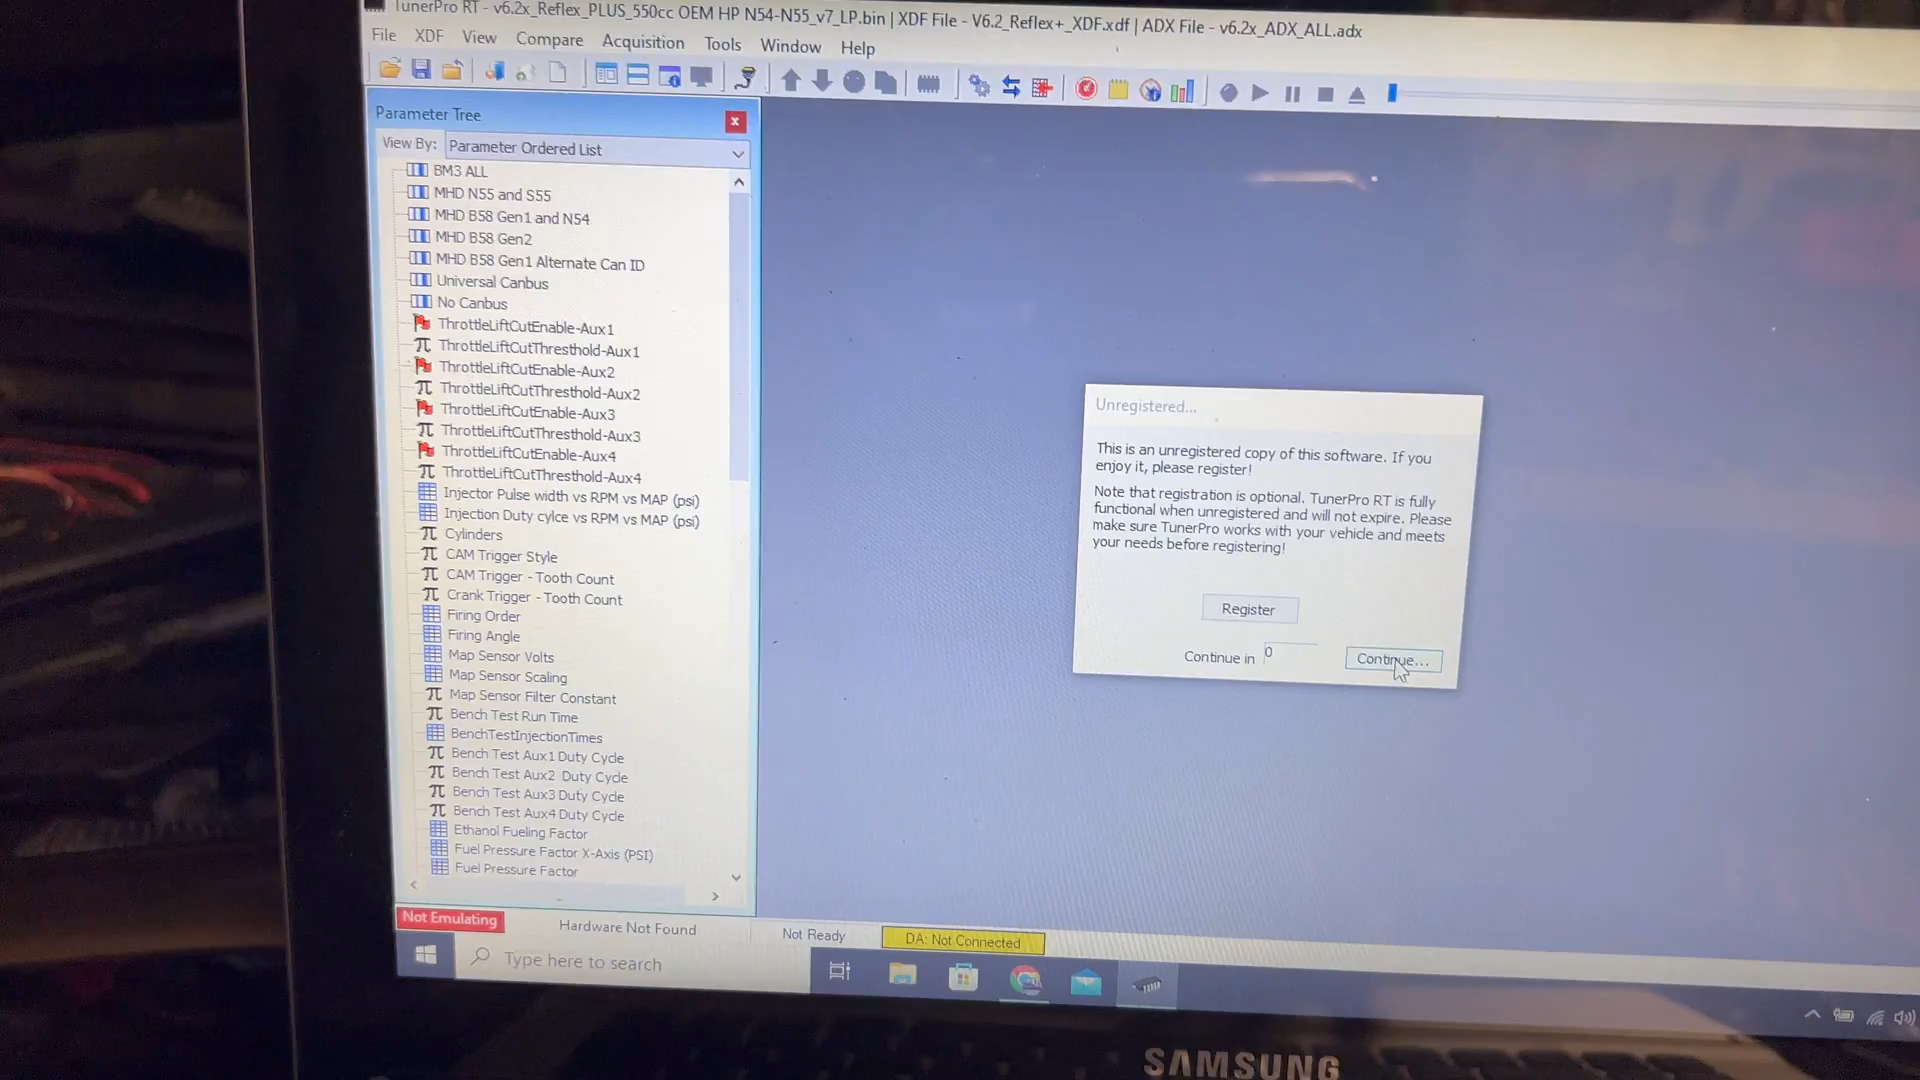 TunerPro RT - v6.2x_Reflex_PLUS_550cc OEM HP N54-N55_v7_LP.bin | XDF File - V6.2_Reflex+_XDF.xdf | ADX File - v6.2x_ADX_ALL.adx
File XDF View Compare Acquisition Tools Window Help
Parameter Tree
View By: Parameter Ordered List
BM3 ALL
MHD N55 and S55
MHD B58 Gen1 and N54
MHD B58 Gen2
MHD B58 Gen1 Alternate Can ID
Universal Canbus
No Canbus
ThrottleLiftCutEnable-Aux1
ThrottleLiftCutThresthold-Aux1
ThrottleLiftCutEnable-Aux2
ThrottleLiftCutThresthold-Aux2
ThrottleLiftCutEnable-Aux3
ThrottleLiftCutThresthold-Aux3
ThrottleLiftCutEnable-Aux4
ThrottleLiftCutThresthold-Aux4
Injector Pulse width vs RPM vs MAP (psi)
Injection Duty cylce vs RPM vs MAP (psi)
Cylinders
CAM Trigger Style
CAM Trigger - Tooth Count
Crank Trigger - Tooth Count
Firing Order
Firing Angle
Map Sensor Volts
Map Sensor Scaling
Map Sensor Filter Constant
Bench Test Run Time
BenchTestInjectionTimes
Bench Test Aux1 Duty Cycle
Bench Test Aux2 Duty Cycle
Bench Test Aux3 Duty Cycle
Bench Test Aux4 Duty Cycle
Ethanol Fueling Factor
Fuel Pressure Factor X-Axis (PSI)
Fuel Pressure Factor
Unregistered...
This is an unregistered copy of this software. If you
enjoy it, please register!
Note that registration is optional. TunerPro RT is fully
functional when unregistered and will not expire. Please
make sure TunerPro works with your vehicle and meets
your needs before registering!
Register
Continue in 0 Continue...
Not Emulating Hardware Not Found Not Ready DA: Not Connected
Type here to search
SAMSUNG